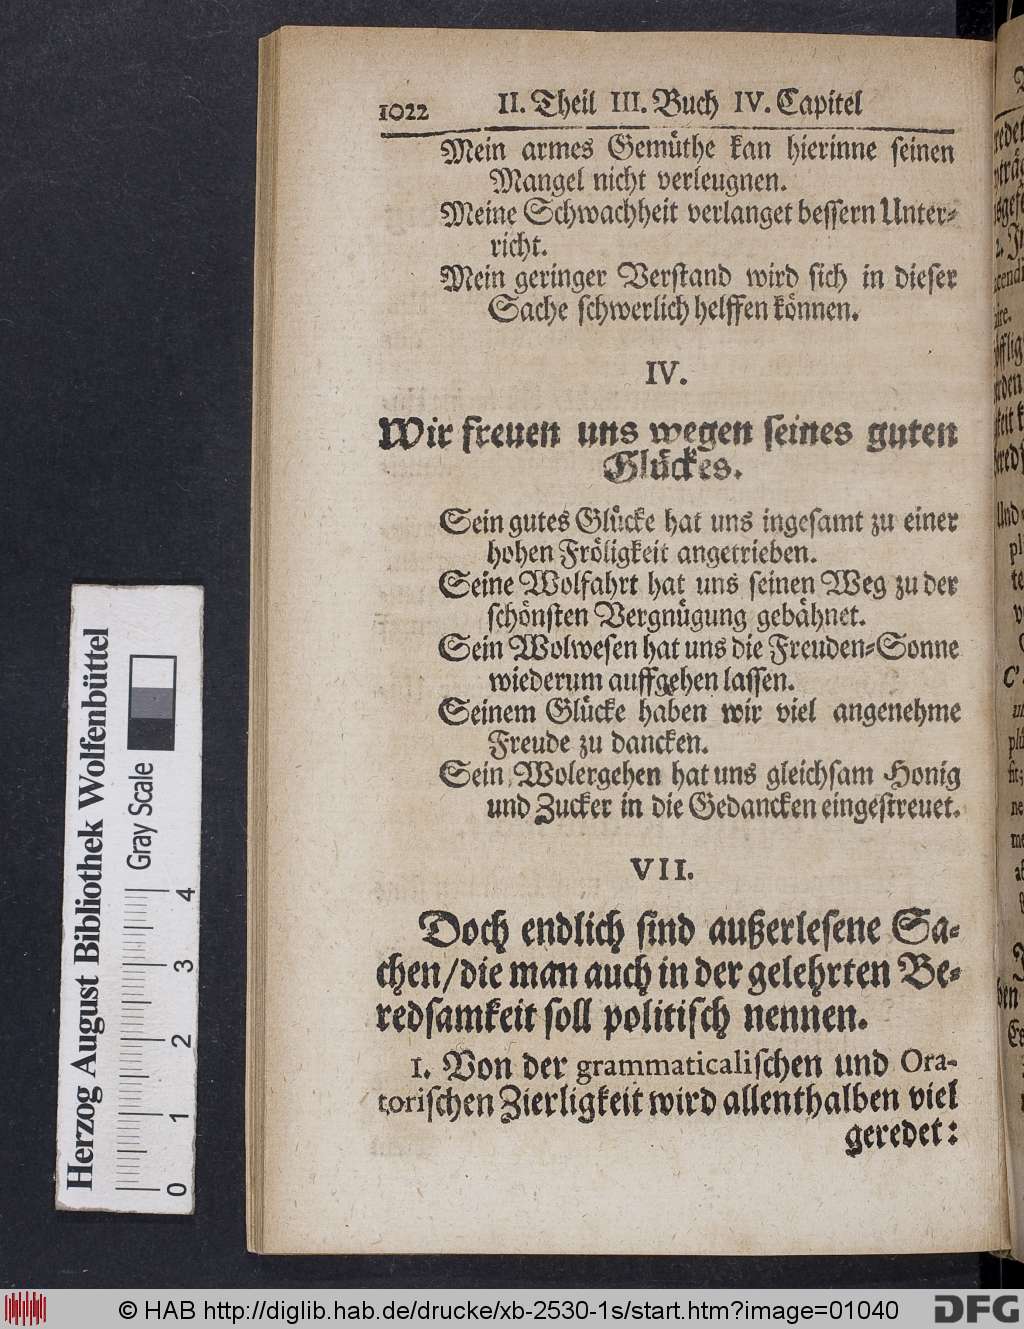 1022 II. Theil III. Buch IV. Capitel
Mein armes Gemüthe kan hierinne seinen
Mangel nicht verleugnen.
Meine Schwachheit verlanget bessern Unter-
richt.
Mein geringer Verstand wird sich in dieser
Sache schwerlich helffen können.
IV.
Wir freuen uns wegen seines guten
Glückes.
Sein gutes Glücke hat uns ingesamt zu einer
hohen Fröligkeit angetrieben.
Seine Wolfahrt hat uns seinen Weg zu der
schönsten Vergnügung gebähnet.
Sein Wolwesen hat uns die Freuden-Sonne
wiederum auffgehen lassen.
Seinem Glücke haben wir viel angenehme
Freude zu dancken.
Sein Wolergehen hat uns gleichsam Honig
und Zucker in die Gedancken eingestreuet.
VII.
Doch endlich sind außerlesene Sa-
chen/die man auch in der gelehrten Be-
redsamkeit soll politisch nennen.
1. Von der grammaticalischen und Ora-
torischen Zierligkeit wird allenthalben viel
geredet:
Herzog August Bibliothek Wolfenbüttel
Gray Scale
0 1 2 3 4
© HAB http://diglib.hab.de/drucke/xb-2530-1s/start.htm?image=01040
DFG